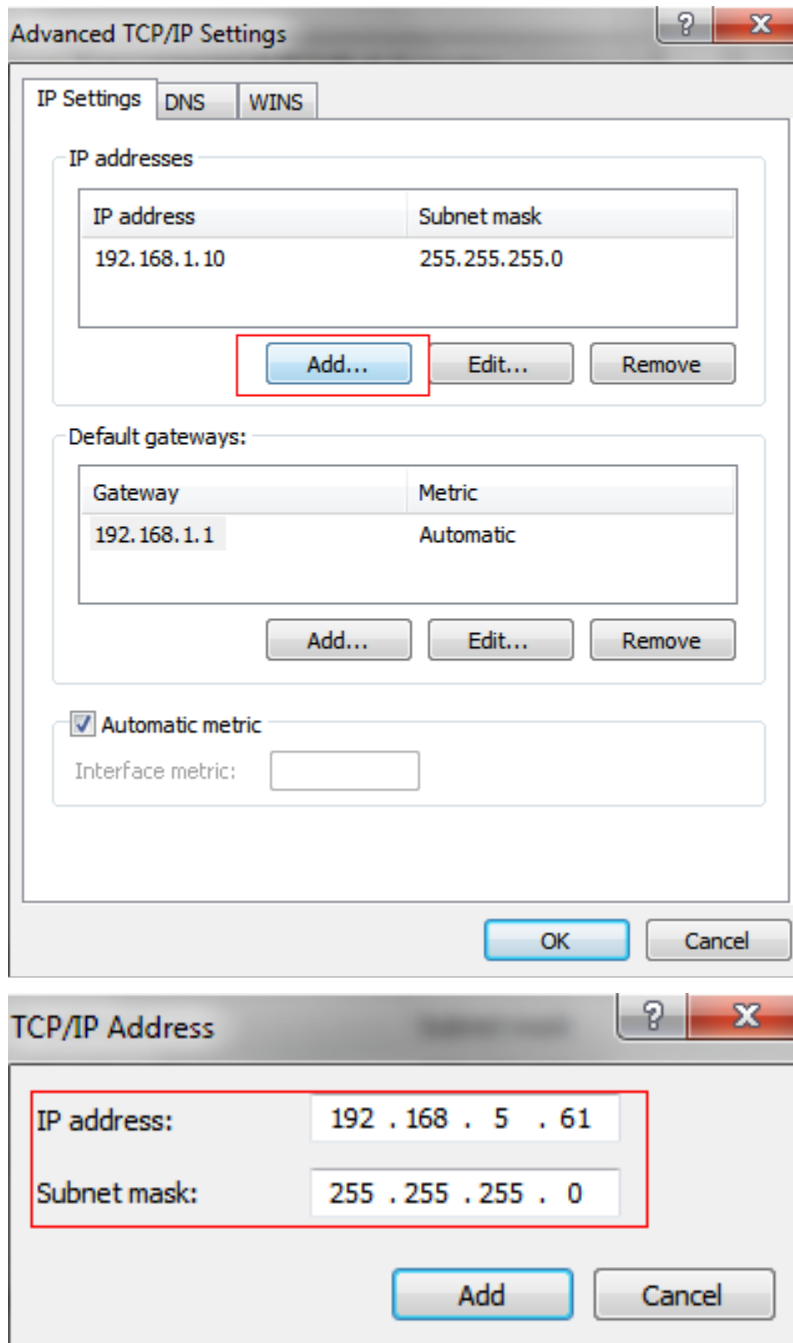 Advanced TCP/IP Settings
IP Settings DNS WINS
IP addresses
IP address Subnet mask
192.168.1.10 255.255.255.0
Add... Edit... Remove
Default gateways:
Gateway Metric
192.168.1.1 Automatic
Add... Edit... Remove
Automatic metric
Interface metric:
OK Cancel
TCP/IP Address
IP address: 192 . 168 . 5 . 61
Subnet mask: 255 . 255 . 255 . 0
Add Cancel